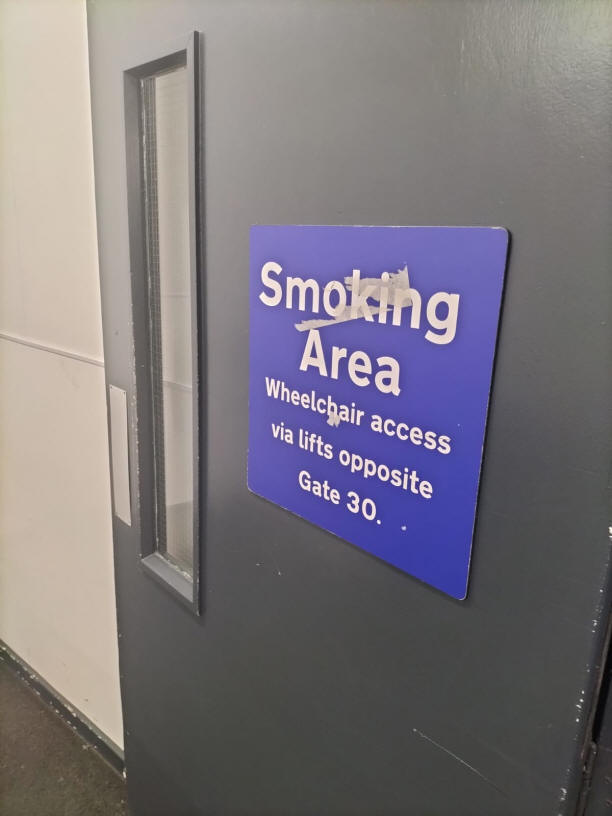 Smoking
Area
Wheelchair access
via lifts opposite
Gate 30.